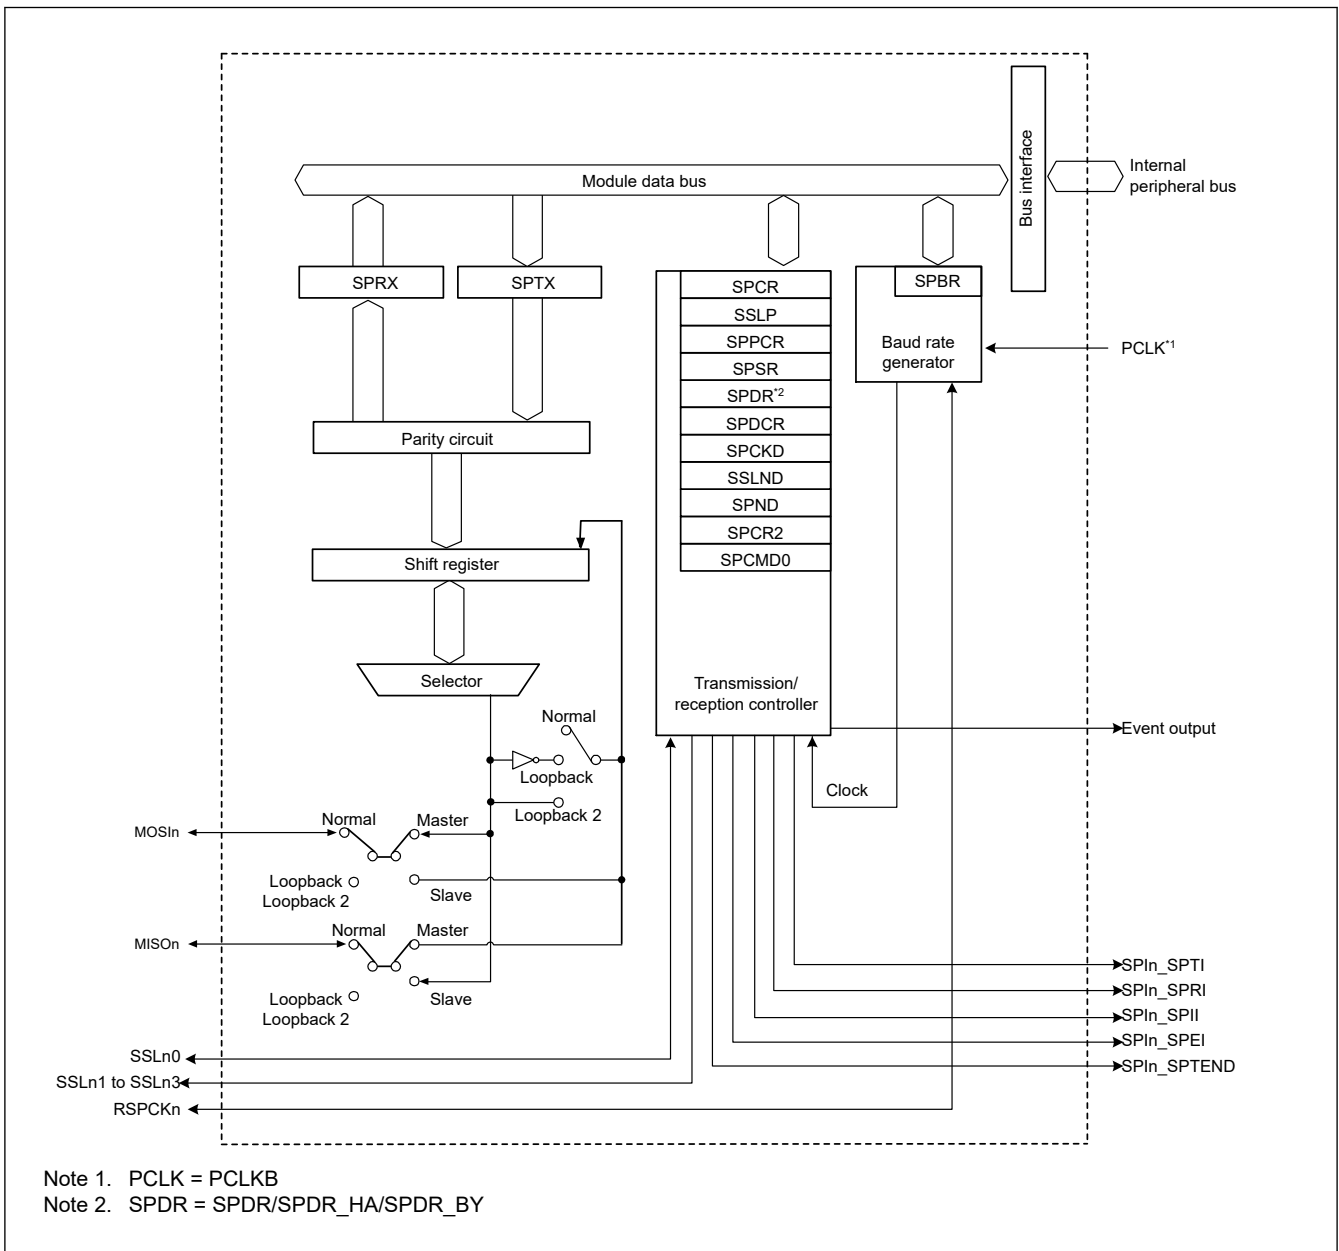 Module data bus
Bus interface
Internal
peripheral bus
SPRX
SPTX
SPCR
SSLP
SPPCR
SPSR
SPDR*2
SPDCR
SPCKD
SSLND
SPND
SPCR2
SPCMD0
SPBR
Baud rate
generator
PCLK*1
Parity circuit
Shift register
Selector
Transmission/
reception controller
Event output
Clock
Normal
Loopback
Loopback 2
MOSIn
Normal
Master
Loopback
Loopback 2
Slave
MISOn
Normal
Master
Loopback
Loopback 2
Slave
SPIn_SPTI
SPIn_SPRI
SPIn_SPII
SPIn_SPEI
SPIn_SPTEND
SSLn0
SSLn1 to SSLn3
RSPCKn
Note 1. PCLK = PCLKB
Note 2. SPDR = SPDR/SPDR_HA/SPDR_BY